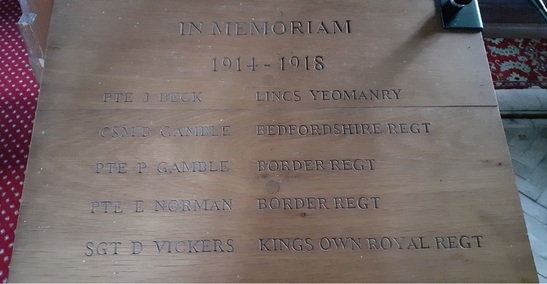 IN MEMORIAM
1914-1918
PTE J BECK LINCS YEOMANRY
CSM B GAMBLE BEDFORDSHIRE REGT
PTE P GAMBLE BORDER REGT
PTE E NORMAN BORDER REGT
SGT D VICKERS KINGS OWN ROYAL REGT